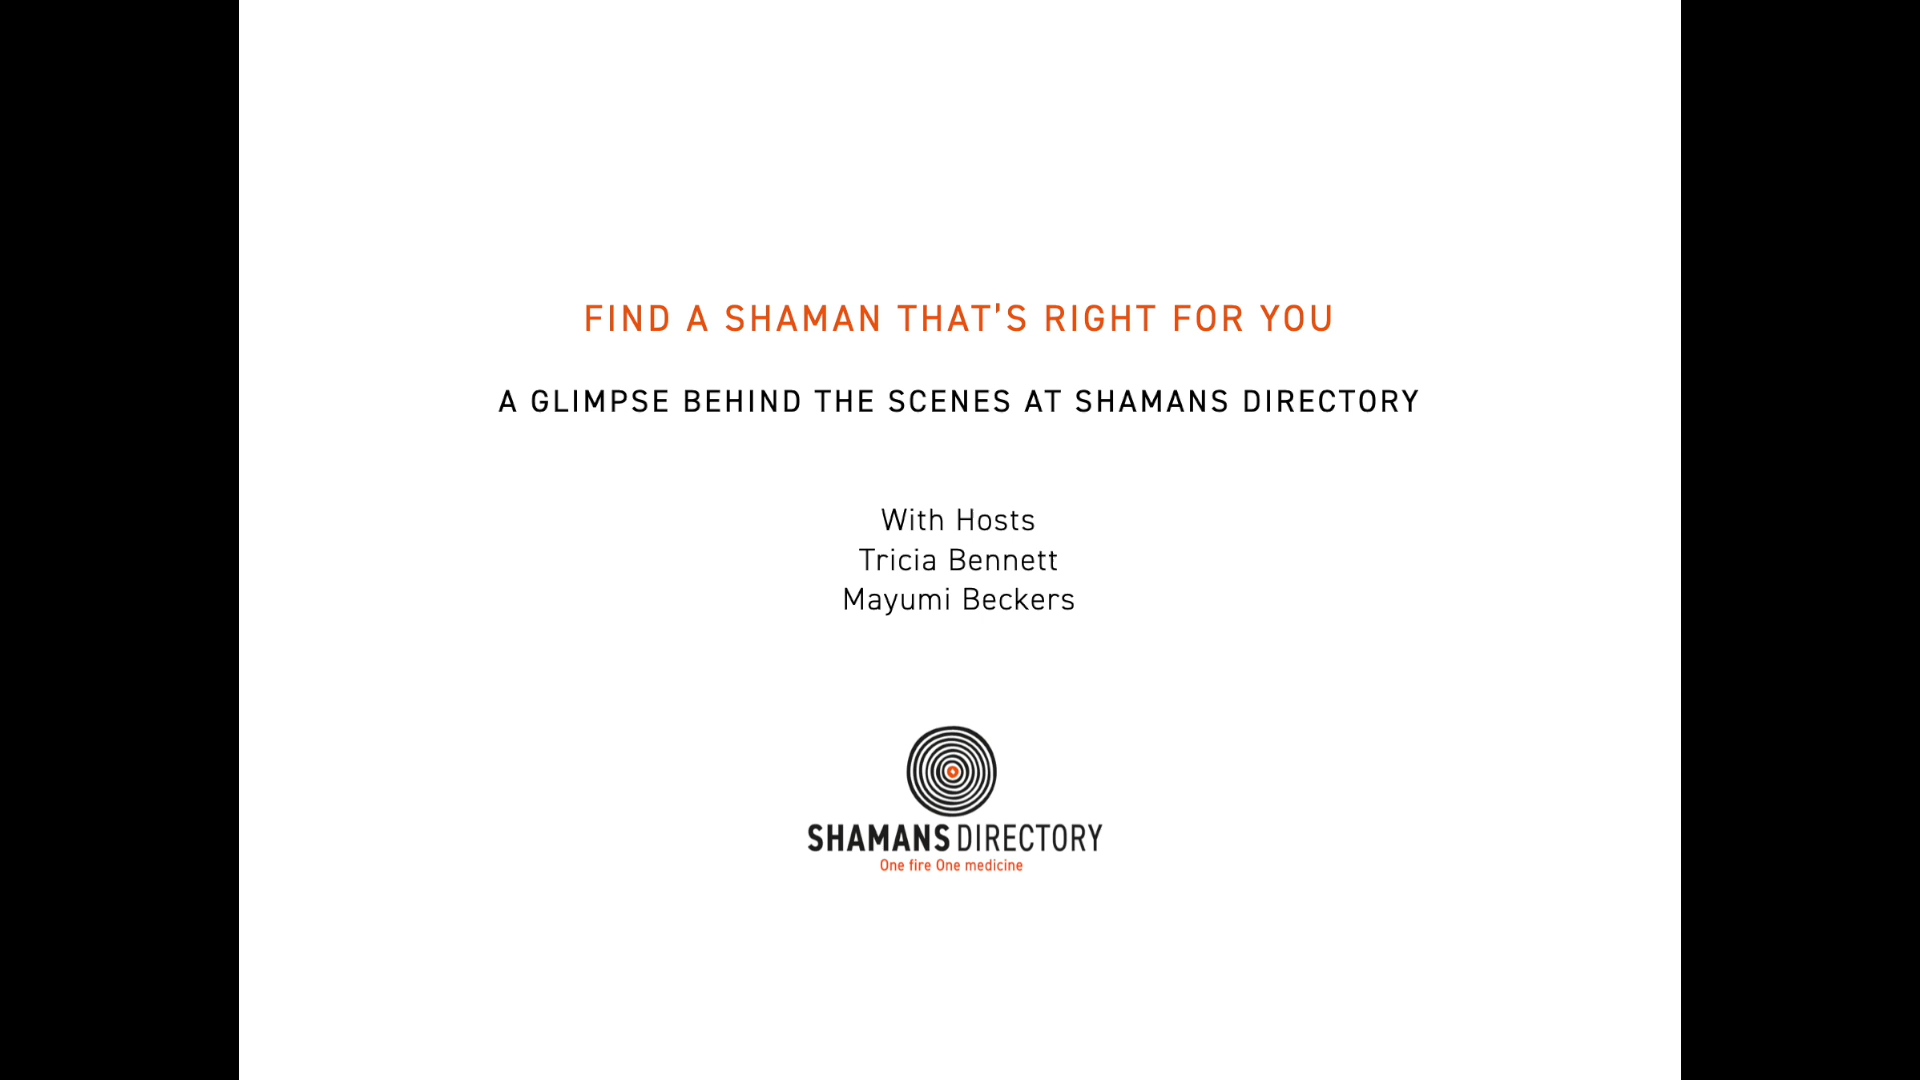 FIND A SHAMAN THAT'S RIGHT FOR YOU
A GLIMPSE BEHIND THE SCENES AT SHAMANS DIRECTORY
With Hosts
Tricia Bennett
Mayumi Beckers
SHAMANS DIRECTORY
One fire One medicine